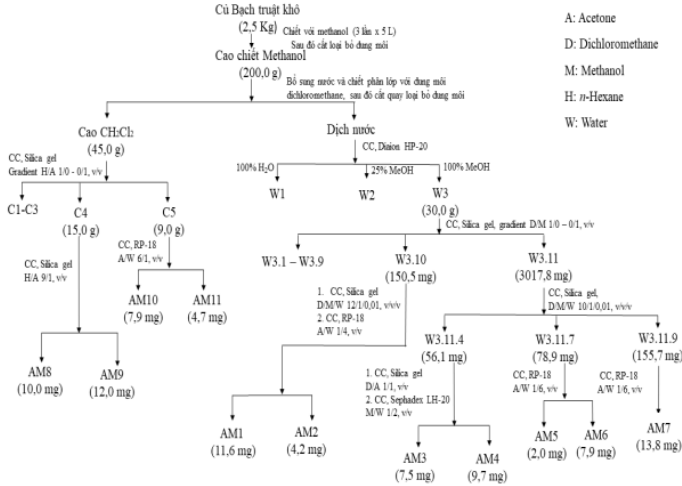 Củ Bạch truật khô
(2,5 Kg)
Chiết với methanol (3 lần x 5 L)
Sau đó cất loại bỏ dung môi
Cao chiết Methanol
(200,0 g)
Bổ sung nước và chiết phân lớp với dung môi
dichloromethane, sau đó cất quay loại bỏ dung môi
A: Acetone
D: Dichloromethane
M: Methanol
H: n-Hexane
W: Water
Cao CH₂Cl₂
(45,0 g)
Dịch nước
CC, Silica gel
Gradient H/A 1/0 - 0/1, v/v
CC, Diaion HP-20
100% H₂O
25% MeOH
100% MeOH
C1-C3
C4
(15,0 g)
C5
(9,0 g)
W1
W2
W3
(30,0 g)
CC, Silica gel, gradient D/M 1/0 – 0/1, v/v
CC, Silica gel
H/A 9/1, v/v
CC, RP-18
A/W 6/1, v/v
W3.1 – W3.9
W3.10
(150,5 mg)
W3.11
(3017,8 mg)
AM10
(7,9 mg)
AM11
(4,7 mg)
1. CC, Silica gel
D/M/W 12/1/0,01, v/v/v
2. CC, RP-18
A/W 1/4, v/v
CC, Silica gel,
D/M/W 10/1/0,01, v/v/v
W3.11.4
(56,1 mg)
W3.11.7
(78,9 mg)
W3.11.9
(155,7 mg)
AM8
(10,0 mg)
AM9
(12,0 mg)
1. CC, Silica gel
D/A 1/1, v/v
2. CC, Sephadex LH-20
M/W 1/2, v/v
CC, RP-18
A/W 1/6, v/v
CC, RP-18
A/W 1/6, v/v
AM1
(11,6 mg)
AM2
(4,2 mg)
AM3
(7,5 mg)
AM4
(9,7 mg)
AM5
(2,0 mg)
AM6
(7,9 mg)
AM7
(13,8 mg)